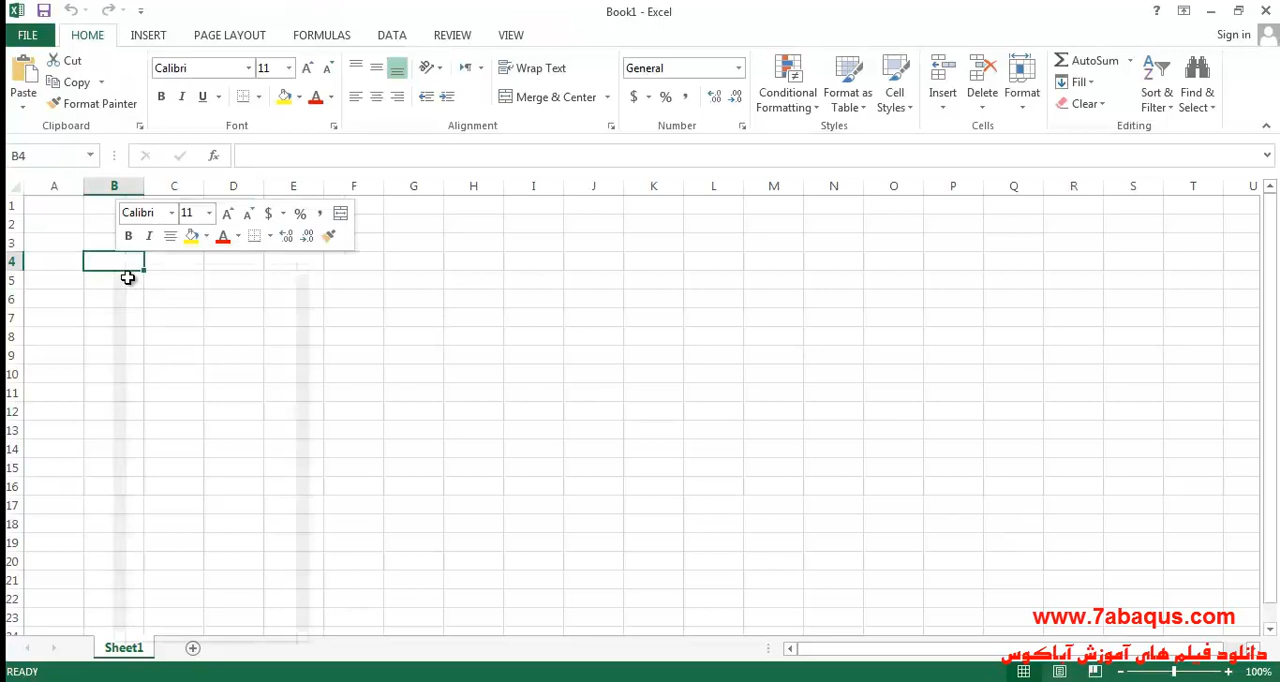 Book1 - Excel
?
FILE HOME INSERT PAGE LAYOUT FORMULAS DATA REVIEW VIEW
Sign in
Paste
Cut
Copy
Format Painter
Clipboard
Calibri 11
B I U
Font
Wrap Text
Merge & Center
Alignment
General
$ % ,
Number
Conditional Formatting
Format as Table
Cell Styles
Styles
Insert Delete Format
Cells
AutoSum
Fill
Clear
Sort & Filter
Find & Select
Editing
B4
fx
A B C D E F G H I J K L M N O P Q R S T U
Calibri 11 $ % ,
B I A
1
2
3
4
5
6
7
8
9
10
11
12
13
14
15
16
17
18
19
20
21
22
23
www.7abaqus.com
دانلود فیلم های آموزش آباکوس
Sheet1
READY
100%